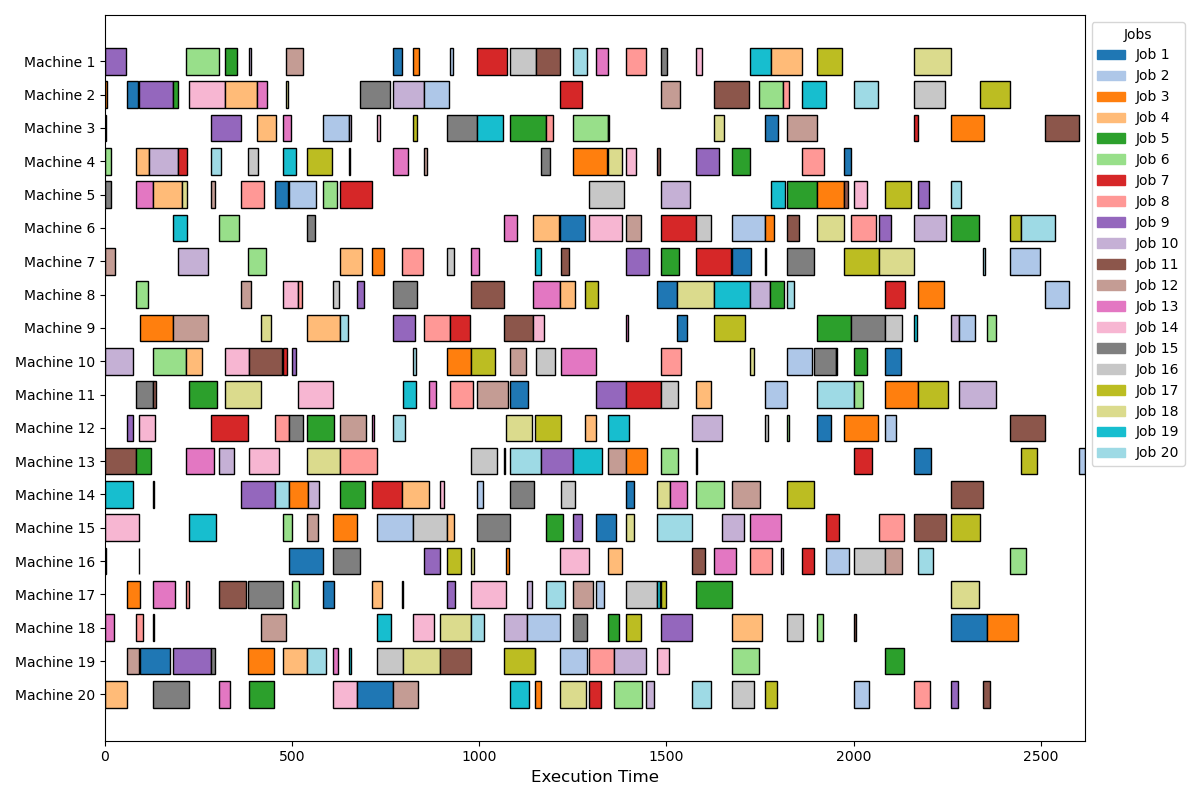 Machine 1
Machine 2
Machine 3
Machine 4
Machine 5
Machine 6
Machine 7
Machine 8
Machine 9
Machine 10
Machine 11
Machine 12
Machine 13
Machine 14
Machine 15
Machine 16
Machine 17
Machine 18
Machine 19
Machine 20
0 500 1000 1500 2000 2500
Execution Time
Jobs
Job 1
Job 2
Job 3
Job 4
Job 5
Job 6
Job 7
Job 8
Job 9
Job 10
Job 11
Job 12
Job 13
Job 14
Job 15
Job 16
Job 17
Job 18
Job 19
Job 20